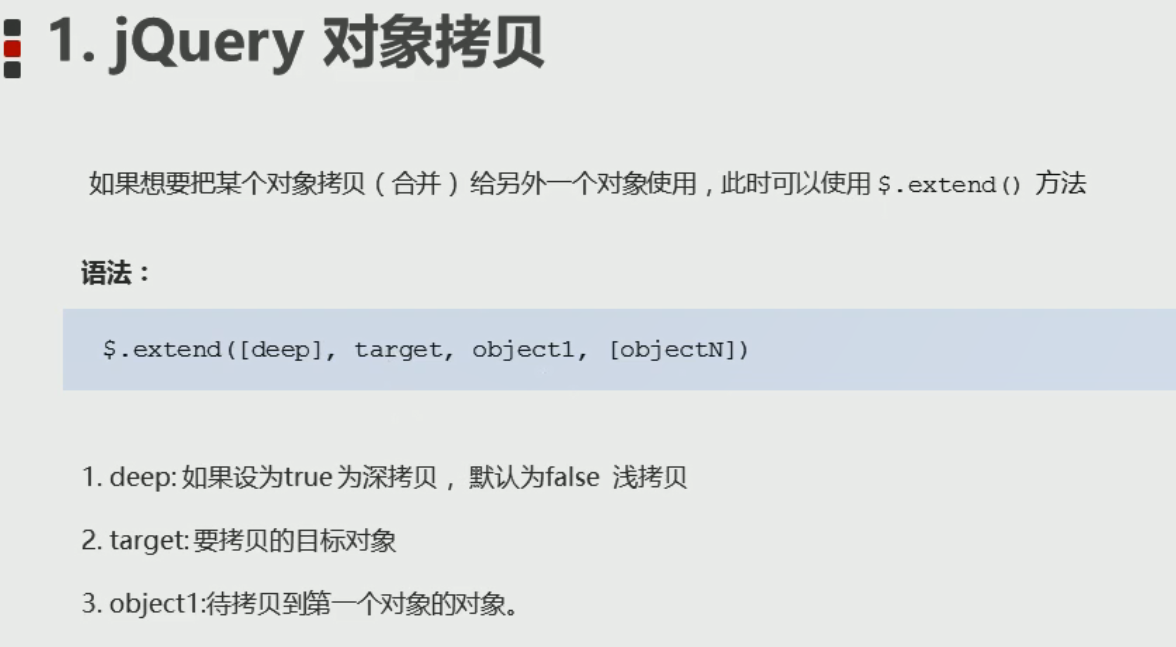 1. jQuery 对象拷贝
如果想要把某个对象拷贝（合并）给另外一个对象使用，此时可以使用 $.extend() 方法
语法：
$.extend([deep], target, object1, [objectN])
1. deep: 如果设为true 为深拷贝， 默认为false 浅拷贝
2. target: 要拷贝的目标对象
3. object1:待拷贝到第一个对象的对象。